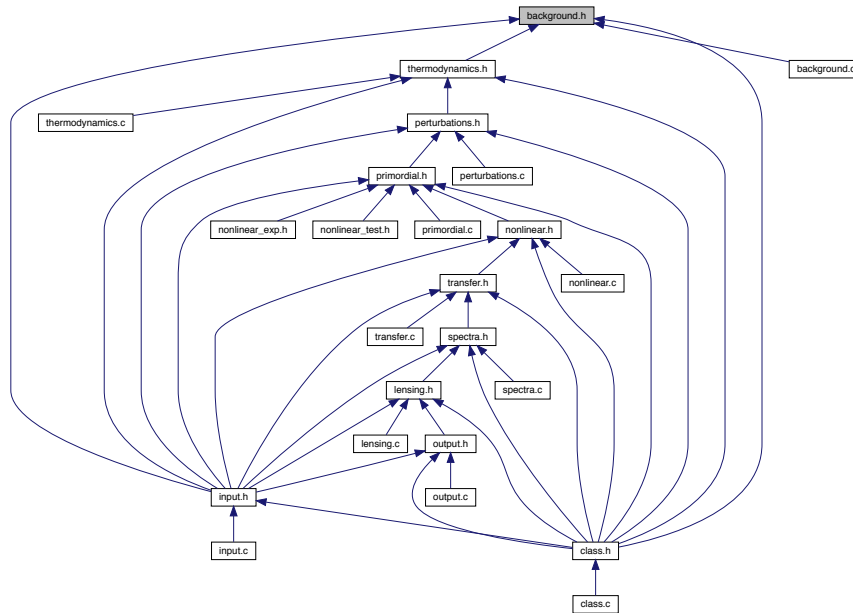 background.h
thermodynamics.h
background.c
thermodynamics.c
perturbations.h
primordial.h
perturbations.c
nonlinear_exp.h
nonlinear_test.h
primordial.c
nonlinear.h
transfer.h
nonlinear.c
transfer.c
spectra.h
lensing.h
spectra.c
lensing.c
output.h
input.h
output.c
input.c
class.h
class.c